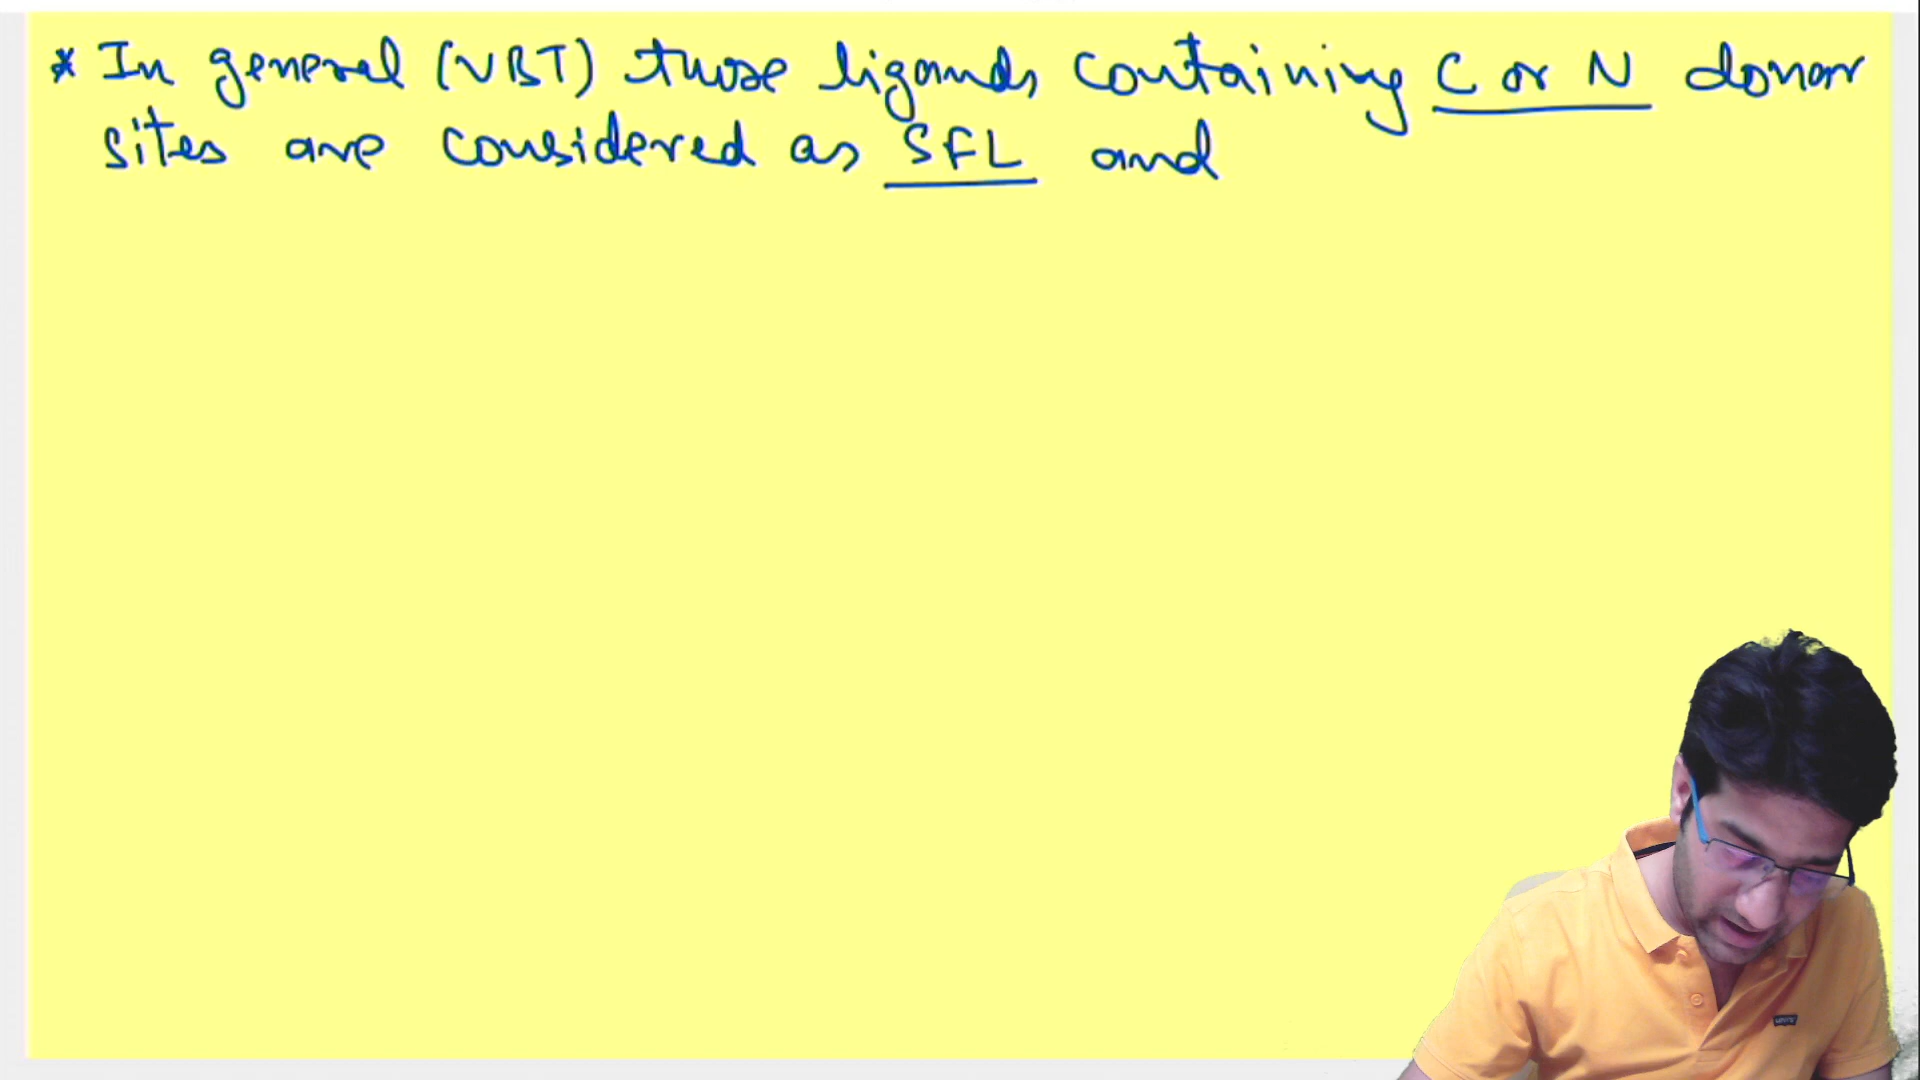 * In general (VBT) those ligands containing C or N donor
sites are considered as SFL and